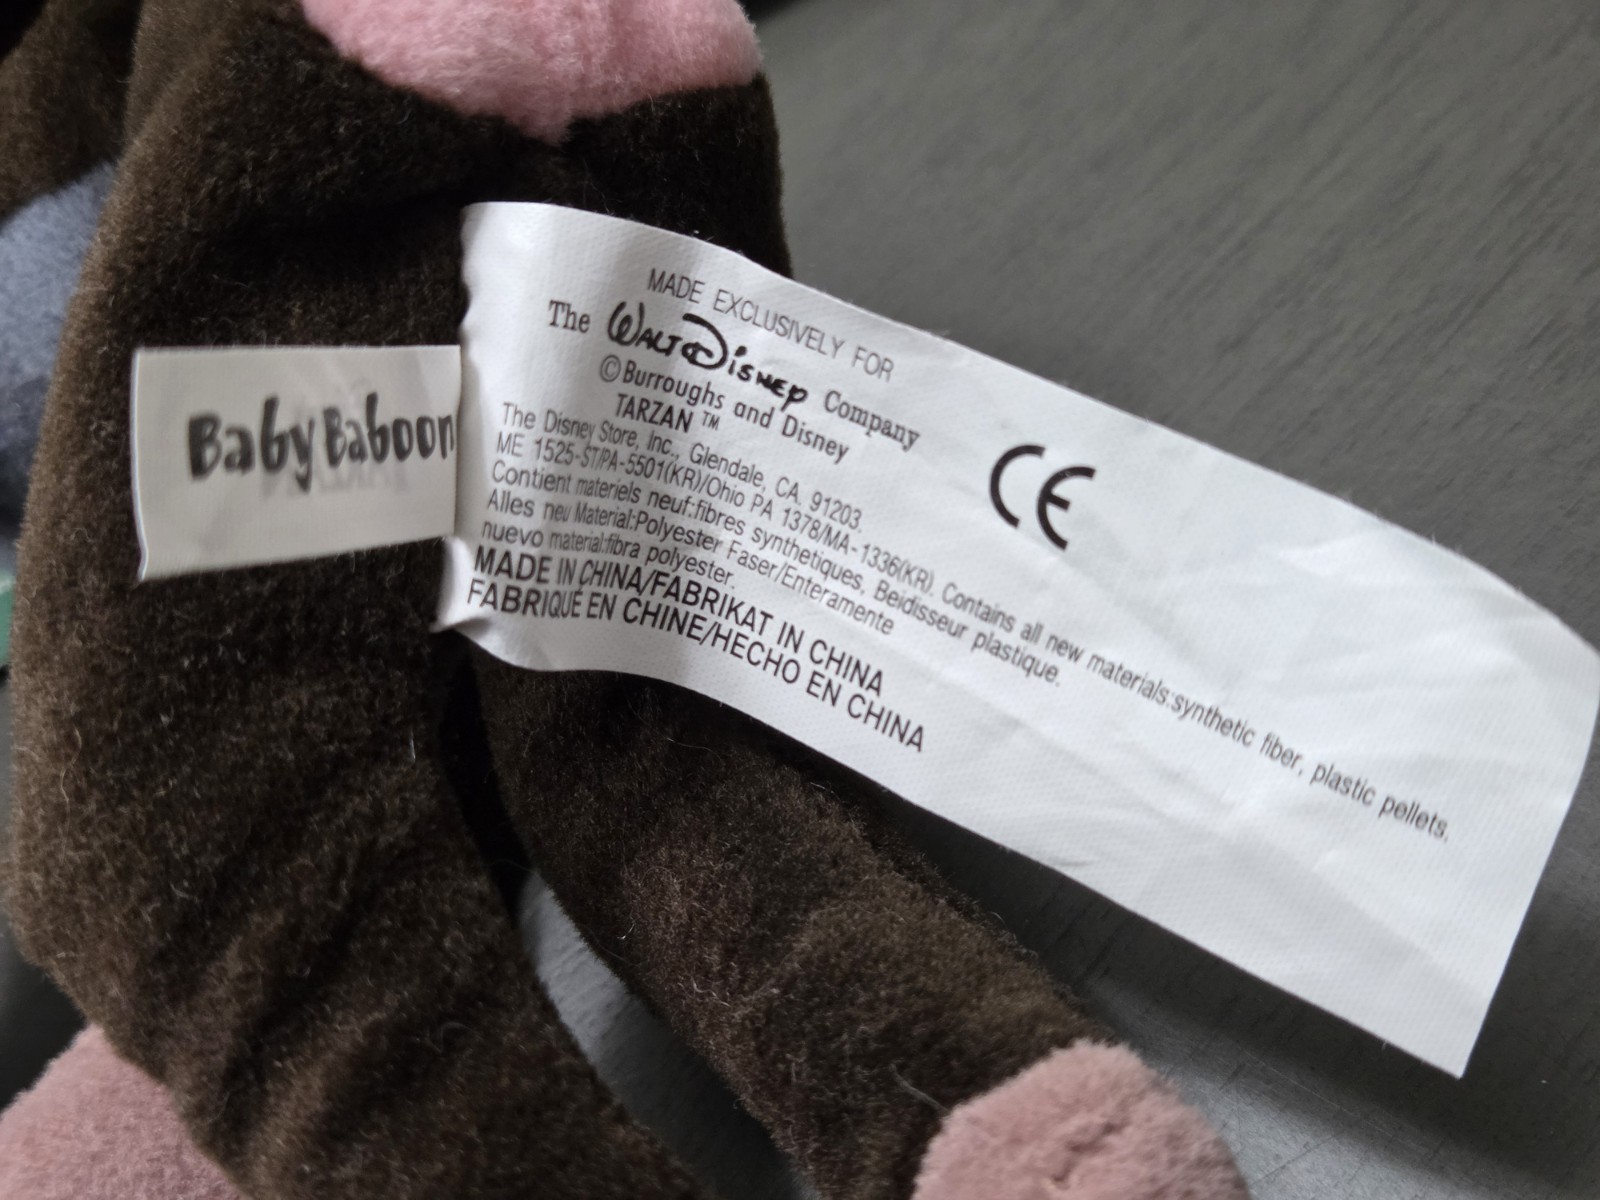 Baby Baboon
MADE EXCLUSIVELY FOR
The WALT DiSNEP Company
©Burroughs and Disney
TARZAN ™
The Disney Store, Inc., Glendale, CA. 91203.
ME 1525-ST/PA-5501(KR)/Ohio PA 1378/MA-1336(KR). Contains all new materials:synthetic fiber, plastic pellets.
Contient materiels neuf:fibres synthetiques, Beidisseur plastique.
Alles neu Material:Polyester Faser/Enteramente
nuevo material:fibra polyester.
MADE IN CHINA/FABRIKAT IN CHINA
FABRIQUE EN CHINE/HECHO EN CHINA
CE